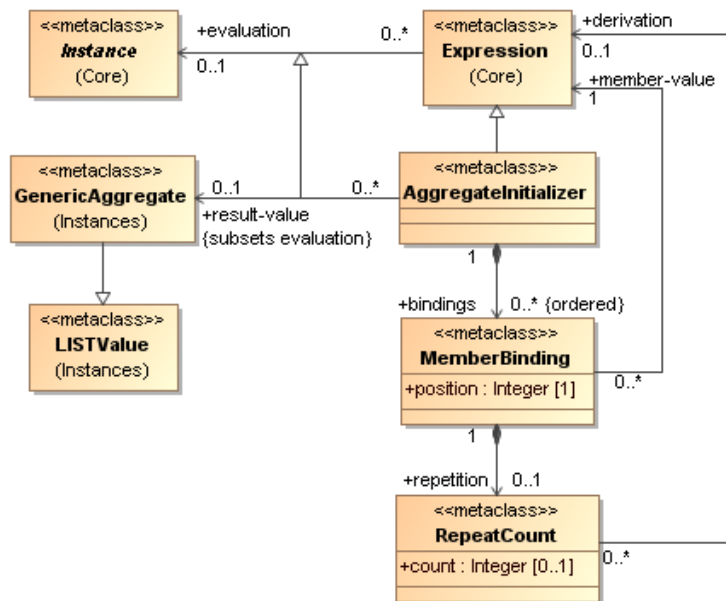 <<metaclass>>
Instance
(Core)
+evaluation
0..1
0..*
<<metaclass>>
Expression
(Core)
+derivation
0..1
+member-value
1
<<metaclass>>
GenericAggregate
(Instances)
0..1
+result-value
{subsets evaluation}
0..*
<<metaclass>>
AggregateInitializer
1
+bindings
0..* {ordered}
<<metaclass>>
LISTValue
(Instances)
<<metaclass>>
MemberBinding
+position : Integer [1]
0..*
1
+repetition
0..1
<<metaclass>>
RepeatCount
+count : Integer [0..1]
0..*